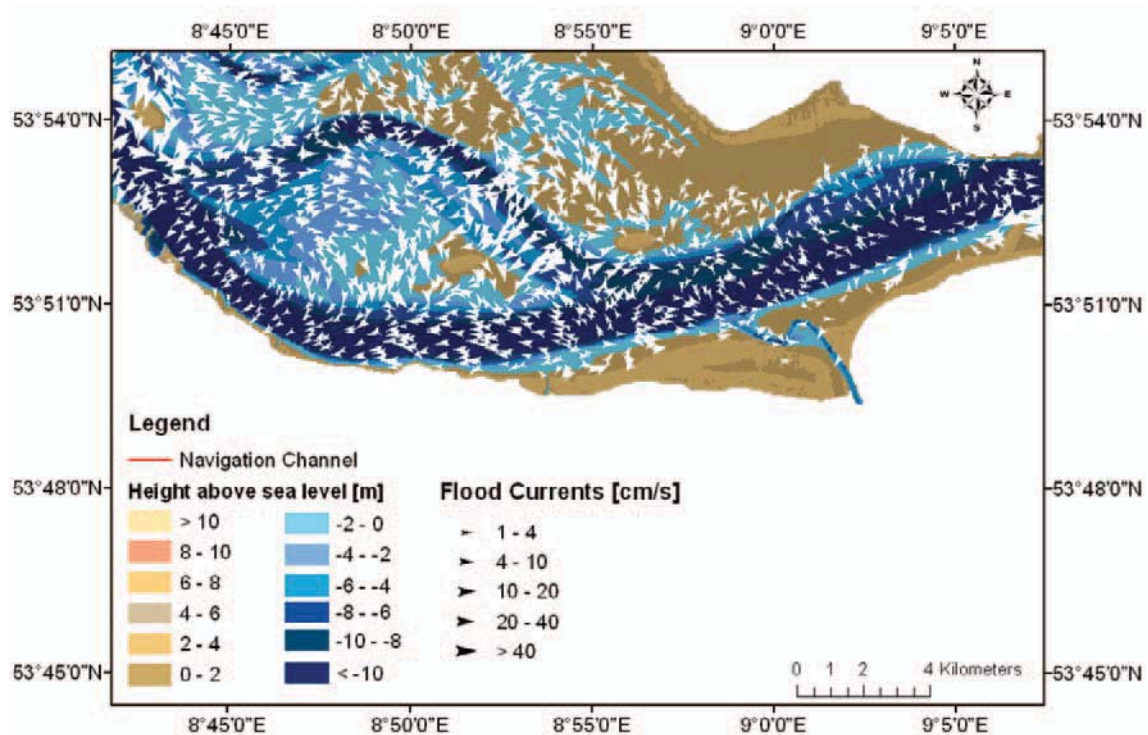 8°45'0"E 8°50'0"E 8°55'0"E 9°0'0"E 9°5'0"E
N
W E
S
53°54'0"N 53°54'0"N
53°51'0"N 53°51'0"N
Legend
Navigation Channel
53°48'0"N 53°48'0"N
Height above sea level [m] Flood Currents [cm/s]
> 10 -2 - 0 1 - 4
8 - 10 -4 - -2 4 - 10
6 - 8 -6 - -4 10 - 20
4 - 6 -8 - -6 20 - 40
2 - 4 -10 - -8 > 40
0 - 2 < -10
0 1 2 4 Kilometers
53°45'0"N 53°45'0"N
8°45'0"E 8°50'0"E 8°55'0"E 9°0'0"E 9°5'0"E